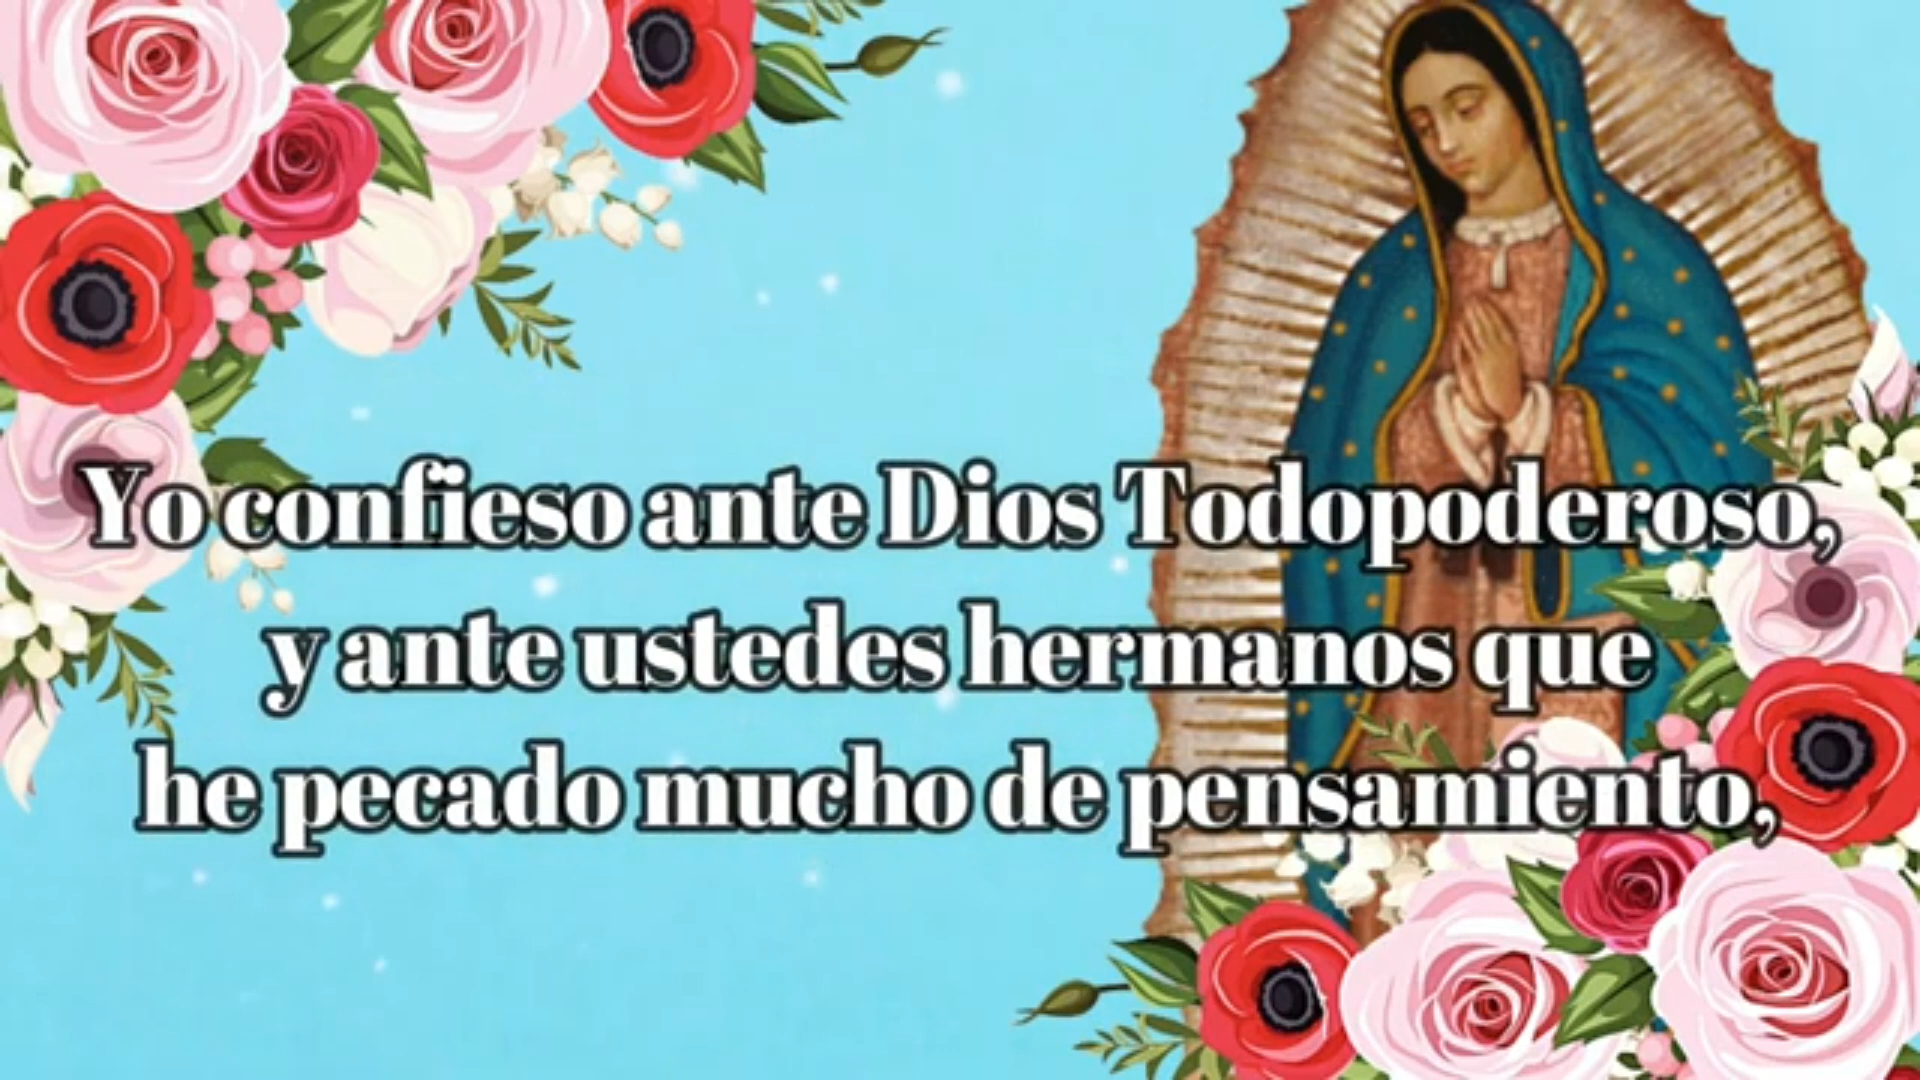 Yo confieso ante Dios Todopoderoso,
y ante ustedes hermanos que
he pecado mucho de pensamiento,